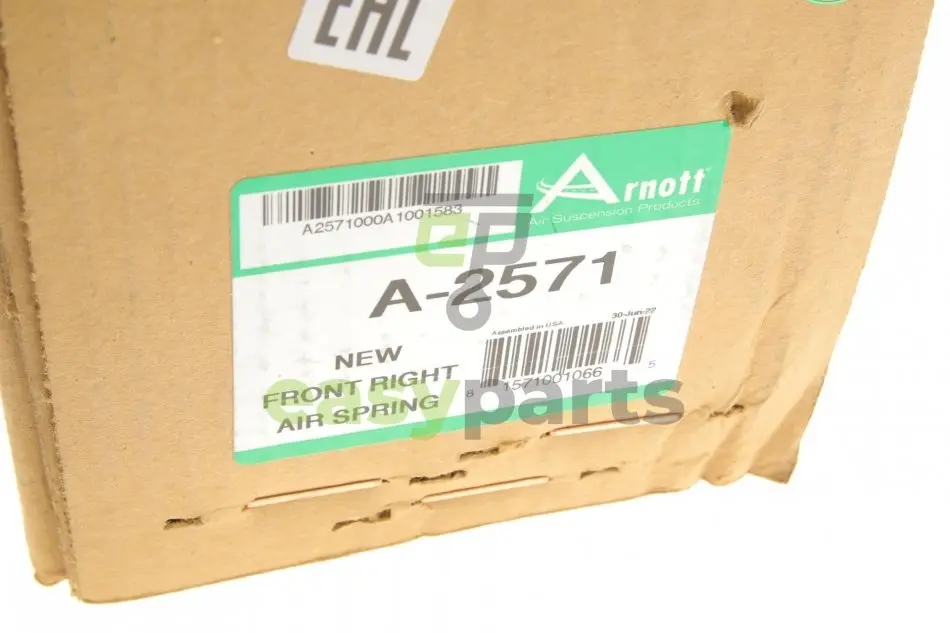 EAC
Arnott
Air Suspension Products
A2571000A1001583
A-2571
Assembled in USA
30-Jun-22
NEW
FRONT RIGHT
AIR SPRING
8 1571001066 5
ep
easyparts